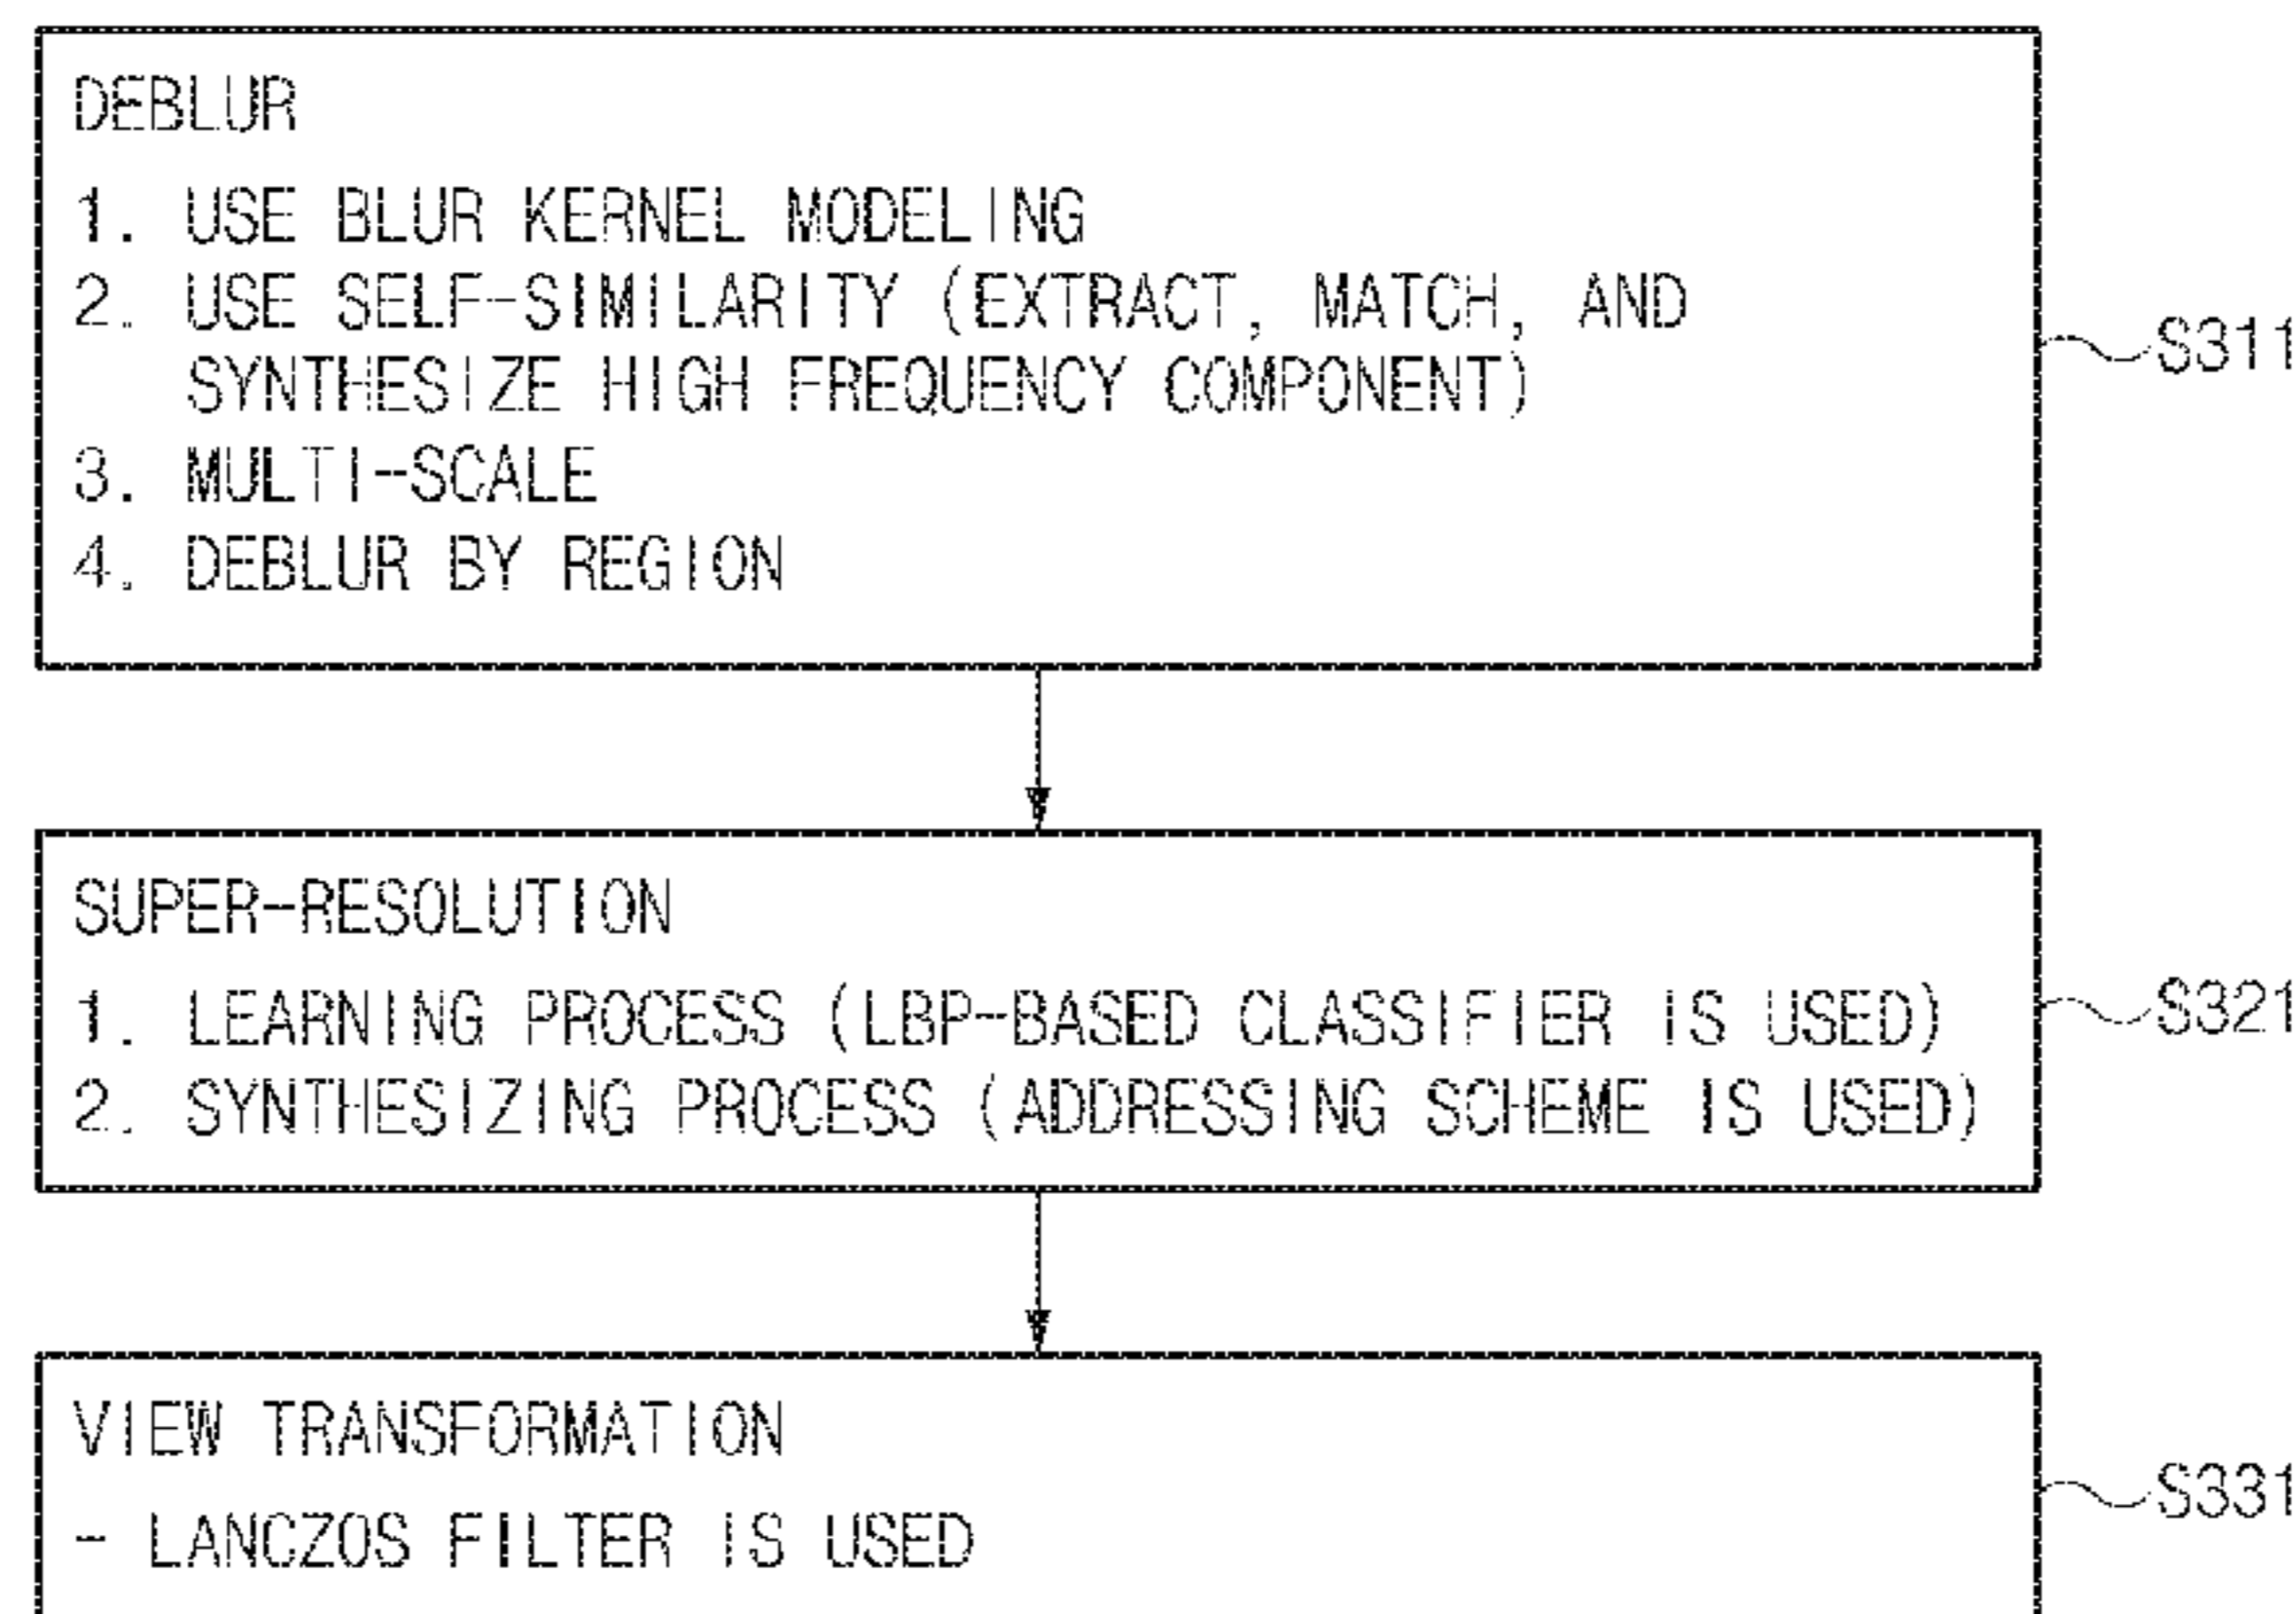 DEBLUR
1. USE BLUR KERNEL MODELING
2. USE SELF-SIMILARITY (EXTRACT, MATCH, AND
SYNTHESIZE HIGH FREQUENCY COMPONENT)
3. MULTI-SCALE
4. DEBLUR BY REGION
S311
SUPER-RESOLUTION
1. LEARNING PROCESS (LBP-BASED CLASSIFIER IS USED)
2. SYNTHESIZING PROCESS (ADDRESSING SCHEME IS USED)
S321
VIEW TRANSFORMATION
- LANCZOS FILTER IS USED
S331